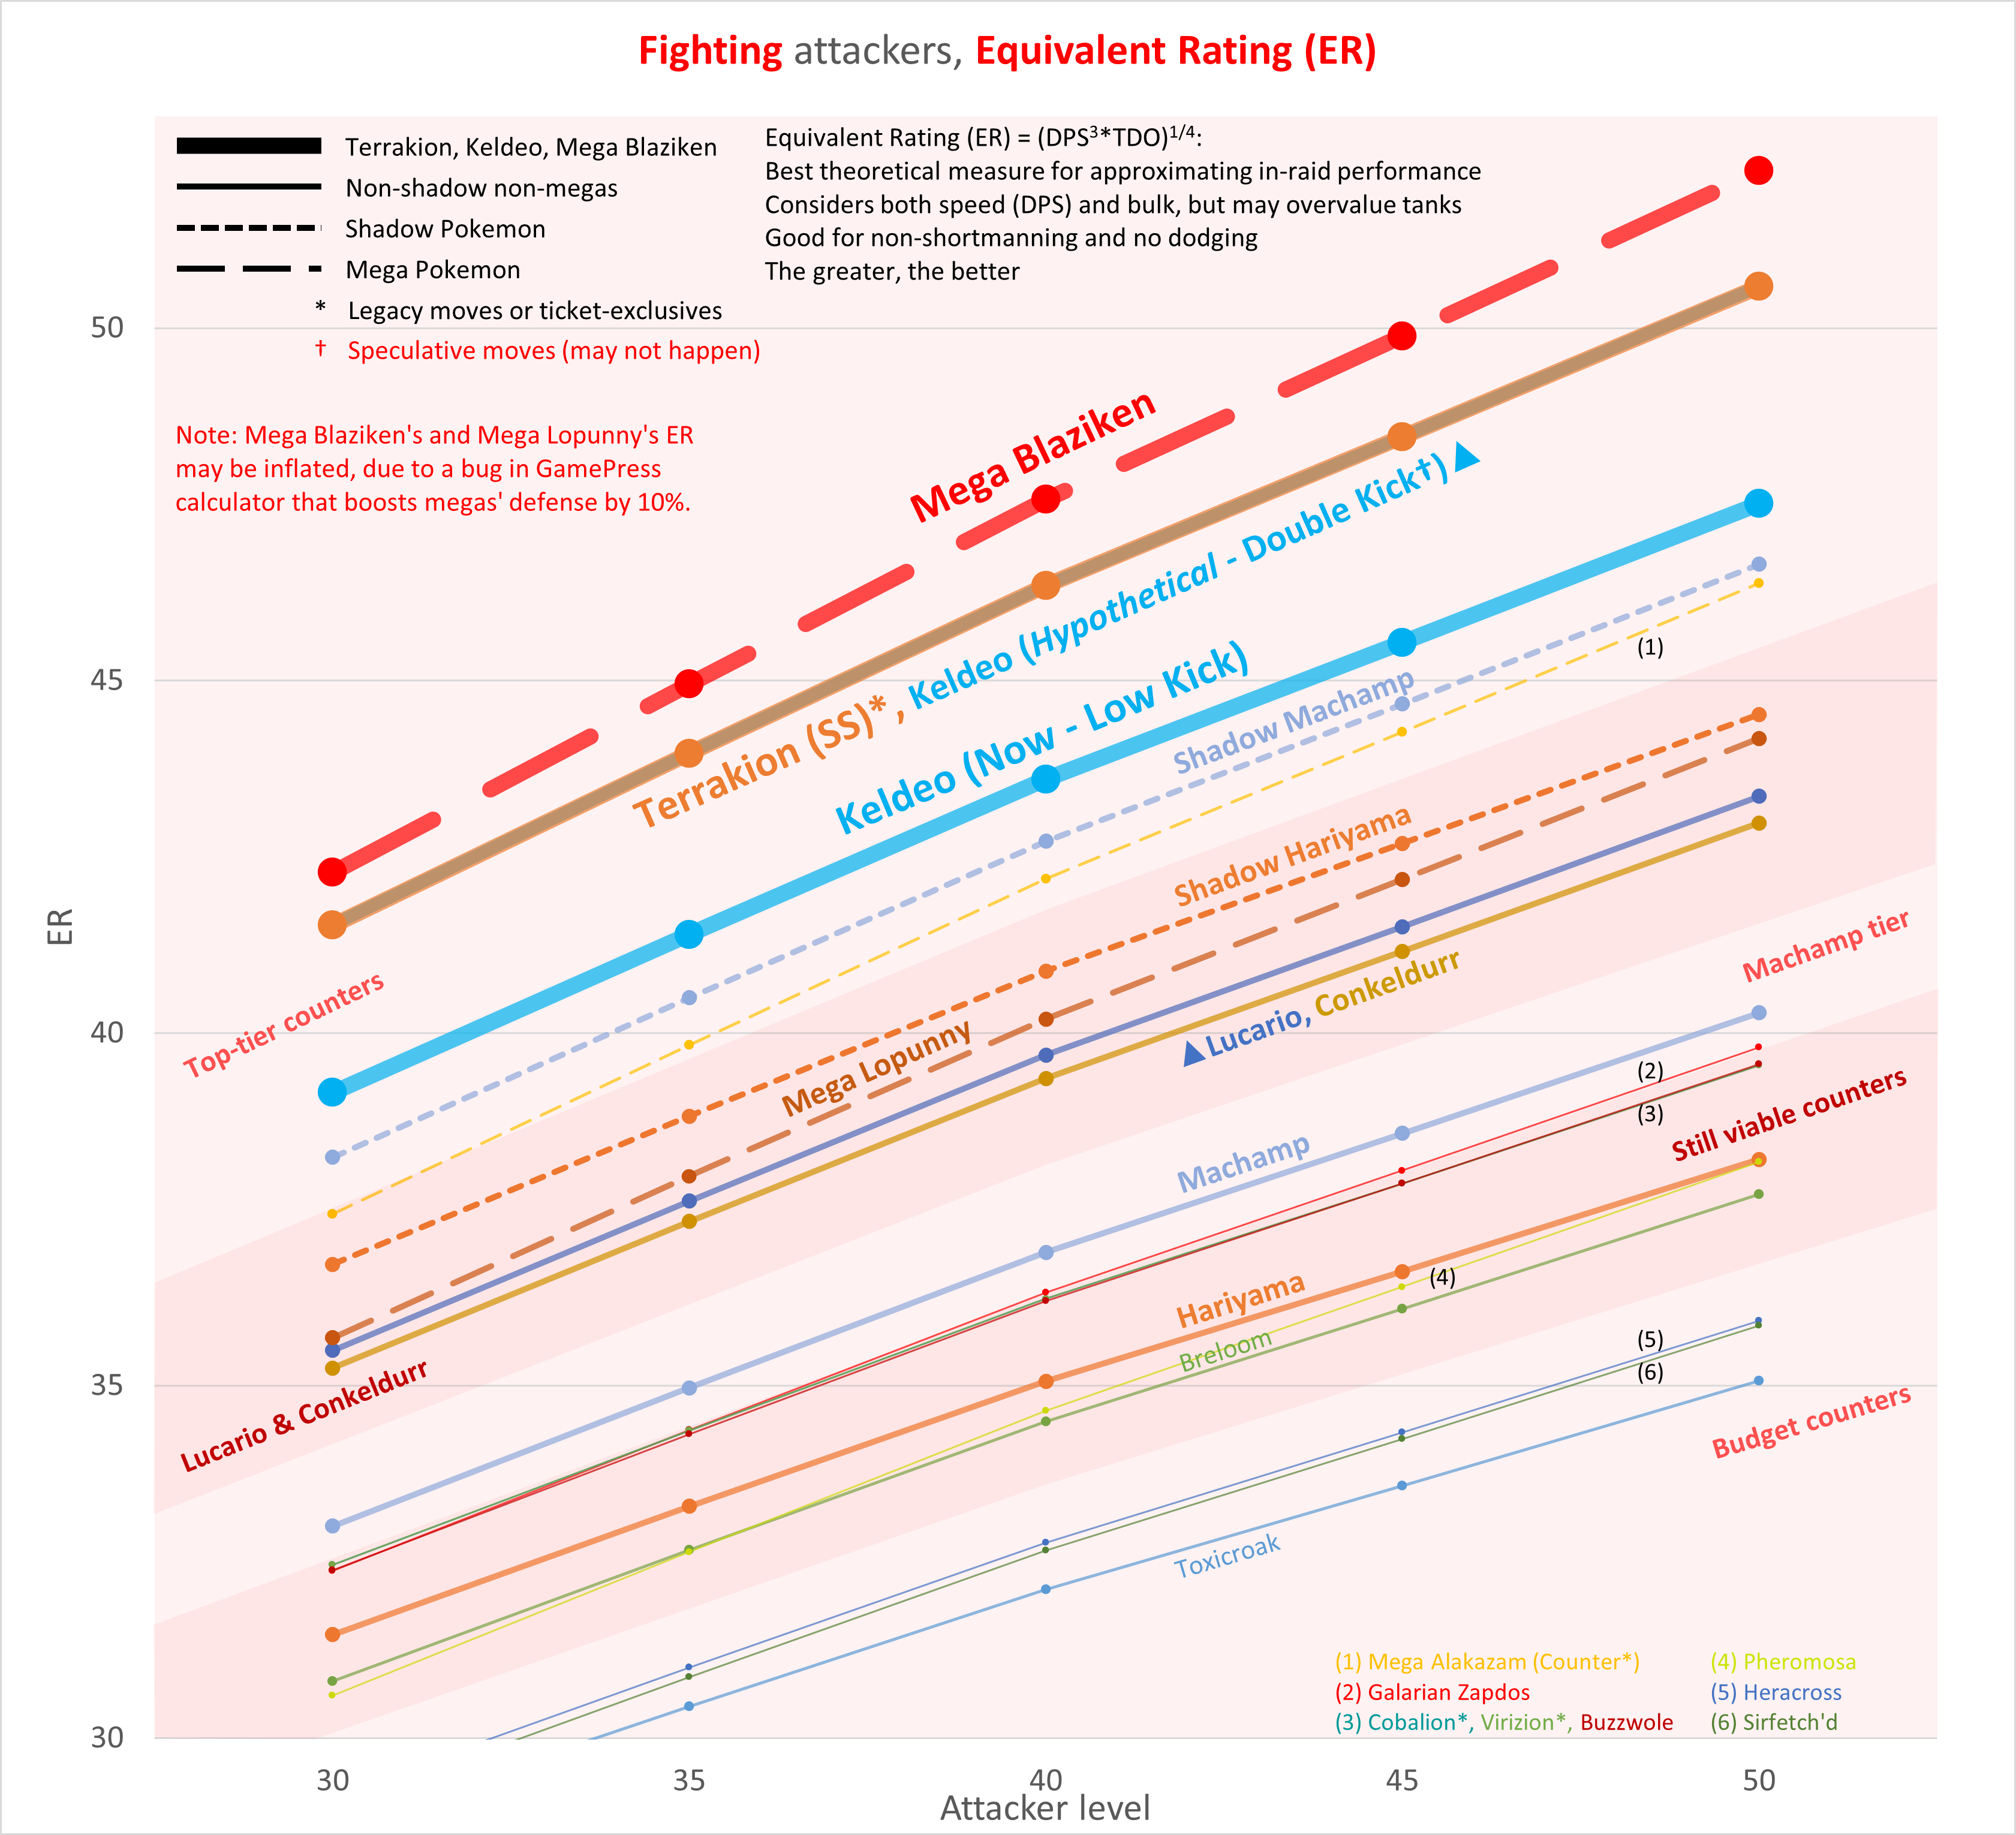 Fighting attackers, Equivalent Rating (ER)
Terrakion, Keldeo, Mega Blaziken
Non-shadow non-megas
Shadow Pokemon
Mega Pokemon
* Legacy moves or ticket-exclusives
† Speculative moves (may not happen)
Equivalent Rating (ER) = (DPS³*TDO)¹ᐟ⁴:
Best theoretical measure for approximating in-raid performance
Considers both speed (DPS) and bulk, but may overvalue tanks
Good for non-shortmanning and no dodging
The greater, the better
Note: Mega Blaziken's and Mega Lopunny's ER
may be inflated, due to a bug in GamePress
calculator that boosts megas' defense by 10%.
50
45
40
35
30
ER
Mega Blaziken
Terrakion (SS)* , Keldeo (Hypothetical - Double Kick†)
Keldeo (Now - Low Kick)
Shadow Machamp
(1)
Shadow Hariyama
Mega Lopunny
Lucario, Conkeldurr
Top-tier counters
Machamp tier
Machamp
(2)
(3)
Still viable counters
Hariyama
(4)
Breloom
Lucario & Conkeldurr
(5)
(6)
Budget counters
Toxicroak
(1) Mega Alakazam (Counter*)
(2) Galarian Zapdos
(3) Cobalion*, Virizion*, Buzzwole
(4) Pheromosa
(5) Heracross
(6) Sirfetch'd
30 35 40 45 50
Attacker level